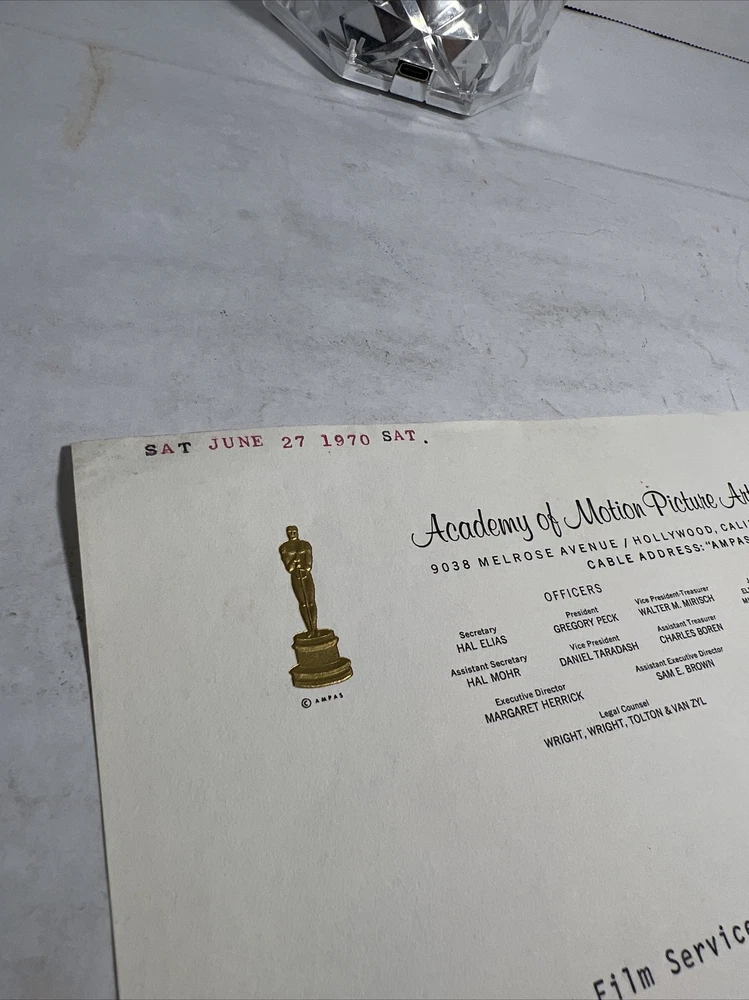 SAT JUNE 27 1970 SAT.
Academy of Motion Picture
9038 MELROSE AVENUE / HOLLYWOOD,
CABLE ADDRESS: "AMPAS
OFFICERS
Secretary
HAL ELIAS
President
GREGORY PECK
Vice President-Treasurer
WALTER M. MIRISCH
Assistant Secretary
HAL MOHR
Vice President
DANIEL TARADASH
Assistant Treasurer
CHARLES BOREN
Executive Director
MARGARET HERRICK
Assistant Executive Director
SAM E. BROWN
Legal Counsel
WRIGHT, WRIGHT, TOLTON & VAN ZYL
© AMPAS
Film Service